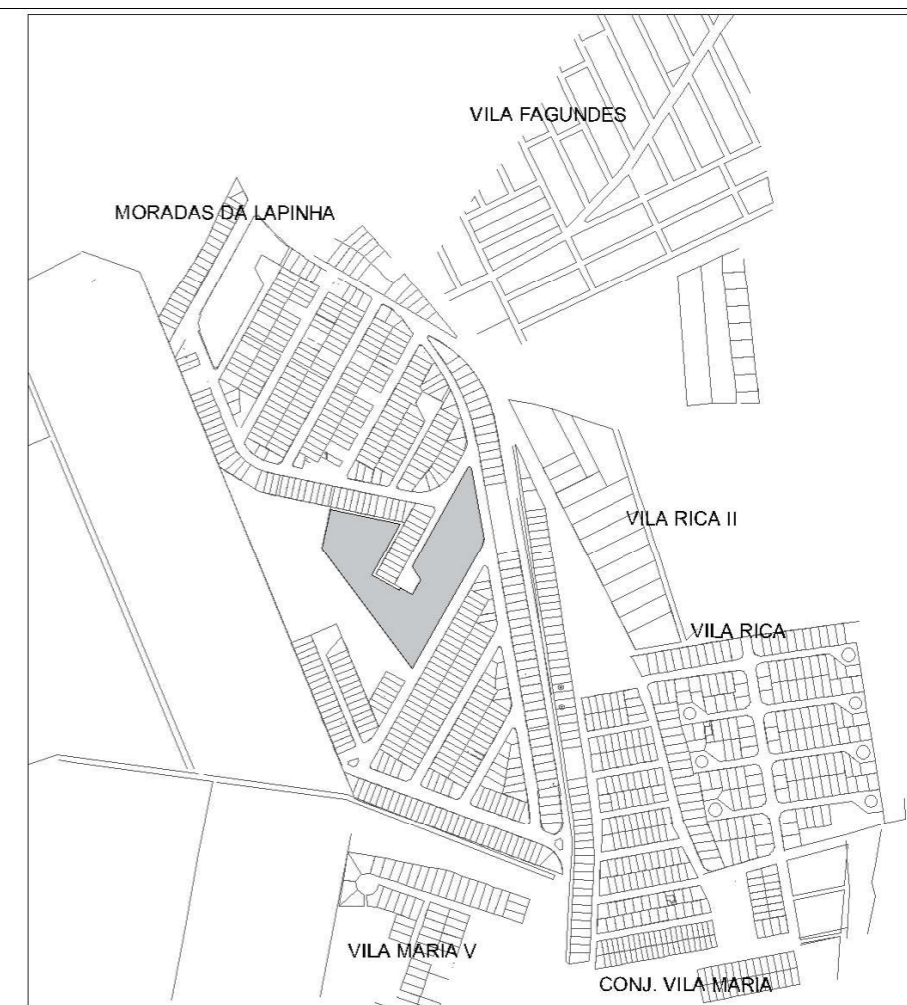 VILA FAGUNDES
MORADAS DA LAPINHA
VILA RICA II
VILA RICA
VILA MARIA V
CONJ. VILA MARIA